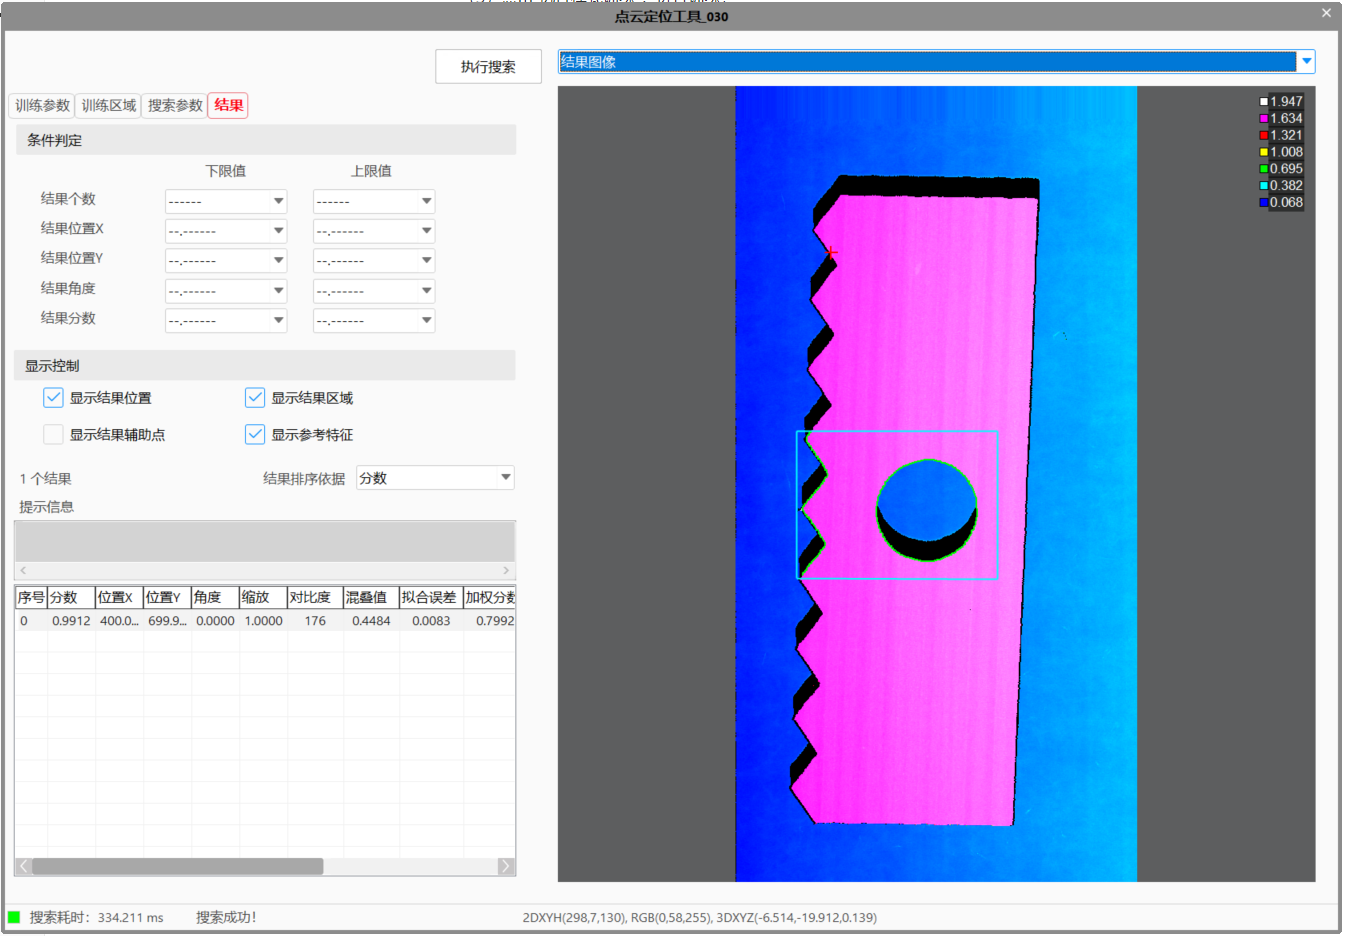 点云定位工具_030
执行搜索
结果图像
训练参数 训练区域 搜索参数 结果
条件判定
下限值 上限值
结果个数 ------ ------
结果位置X --.------ --.------
结果位置Y --.------ --.------
结果角度 --.------ --.------
结果分数 --.------ --.------
显示控制
显示结果位置 显示结果区域
显示结果辅助点 显示参考特征
1 个结果 结果排序依据 分数
提示信息
序号 分数 位置X 位置Y 角度 缩放 对比度 混叠值 拟合误差 加权分数
0 0.9912 400.0... 699.9... 0.0000 1.0000 176 0.4484 0.0083 0.7992
1.947
1.634
1.321
1.008
0.695
0.382
0.068
搜索耗时: 334.211 ms 搜索成功!
2DXYH(298,7,130), RGB(0,58,255), 3DXYZ(-6.514,-19.912,0.139)